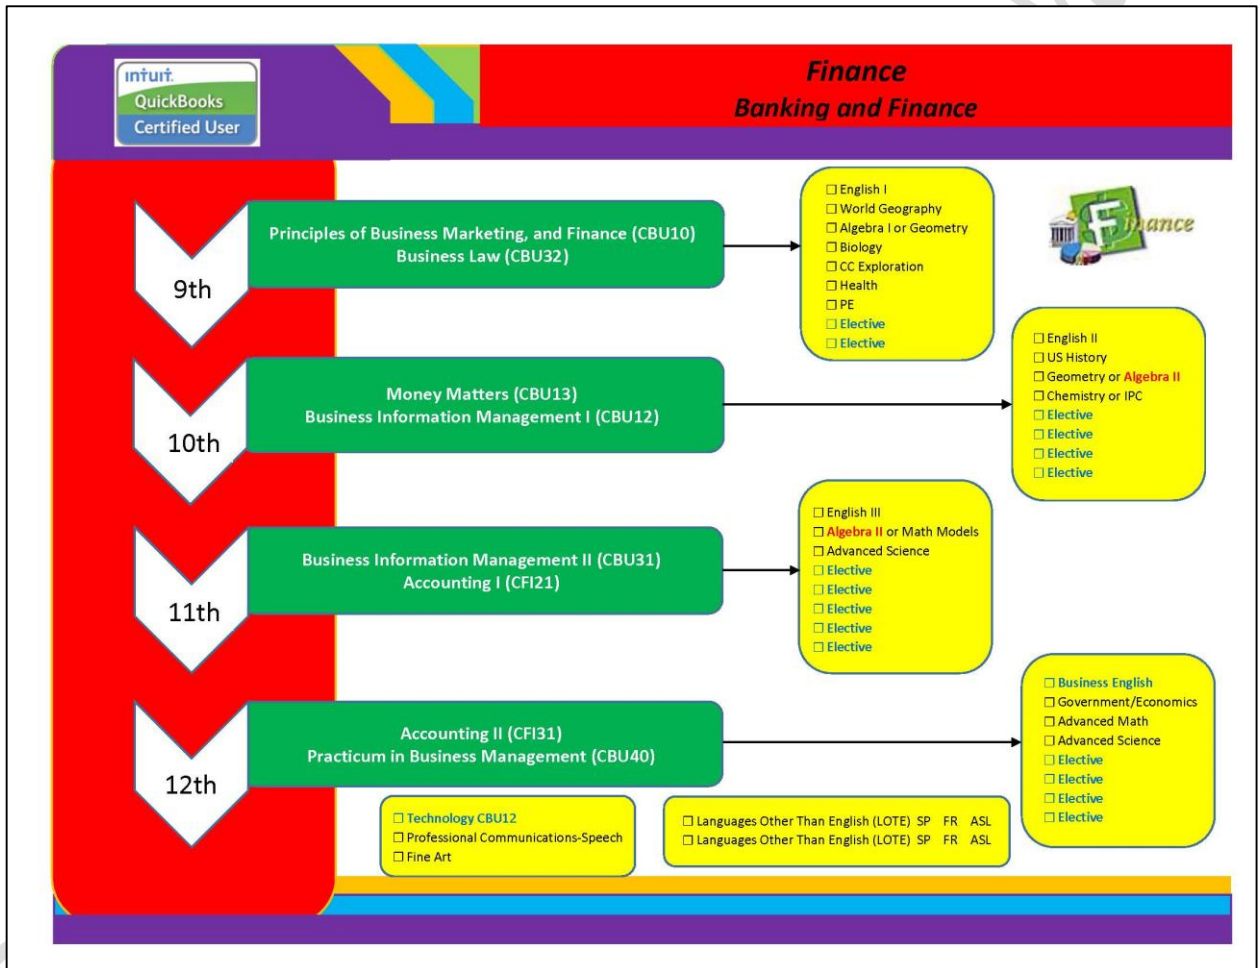 intuit.
QuickBooks
Certified User
Finance
Banking and Finance
9th
Principles of Business Marketing, and Finance (CBU10)
Business Law (CBU32)
☐ English I
☐ World Geography
☐ Algebra I or Geometry
☐ Biology
☐ CC Exploration
☐ Health
☐ PE
☐ Elective
☐ Elective
Finance
10th
Money Matters (CBU13)
Business Information Management I (CBU12)
☐ English II
☐ US History
☐ Geometry or Algebra II
☐ Chemistry or IPC
☐ Elective
☐ Elective
☐ Elective
☐ Elective
11th
Business Information Management II (CBU31)
Accounting I (CFI21)
☐ English III
☐ Algebra II or Math Models
☐ Advanced Science
☐ Elective
☐ Elective
☐ Elective
☐ Elective
☐ Elective
12th
Accounting II (CFI31)
Practicum in Business Management (CBU40)
☐ Business English
☐ Government/Economics
☐ Advanced Math
☐ Advanced Science
☐ Elective
☐ Elective
☐ Elective
☐ Elective
☐ Technology CBU12
☐ Professional Communications-Speech
☐ Fine Art
☐ Languages Other Than English (LOTE) SP FR ASL
☐ Languages Other Than English (LOTE) SP FR ASL